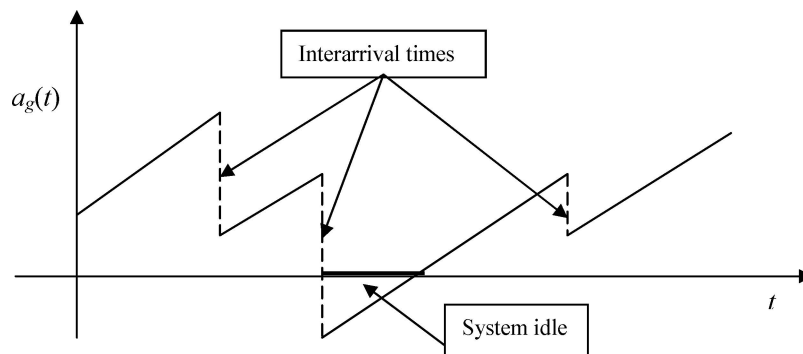 Interarrival times
a_g(t)
t
System idle